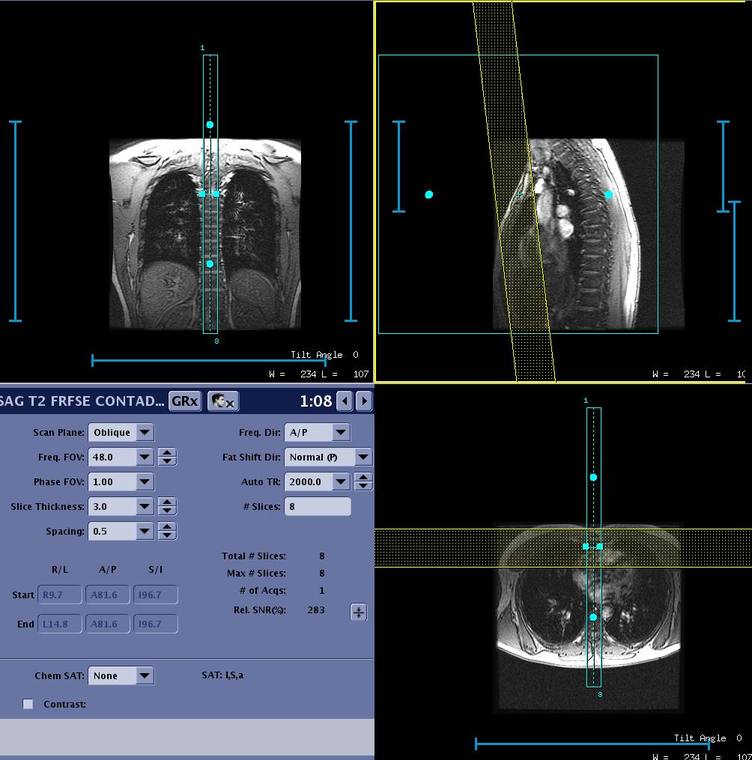 1
8
Tilt Angle 0
W = 234 L = 107
W = 234 L = 10
SAG T2 FRFSE CONTAD... GRx x 1:08
Scan Plane: Oblique Freq. Dir: A/P
Freq. FOV: 48.0 Fat Shift Dir: Normal (P)
Phase FOV: 1.00 Auto TR: 2000.0
Slice Thickness: 3.0 # Slices: 8
Spacing: 0.5
Total # Slices: 8
R/L A/P S/I Max # Slices: 8
Start R9.7 A81.6 I96.7 # of Acqs: 1
Rel. SNR(%): 283
End L14.8 A81.6 I96.7
Chem SAT: None SAT: I,S,a
Contrast:
1
8
Tilt Angle 0
W = 234 L = 107